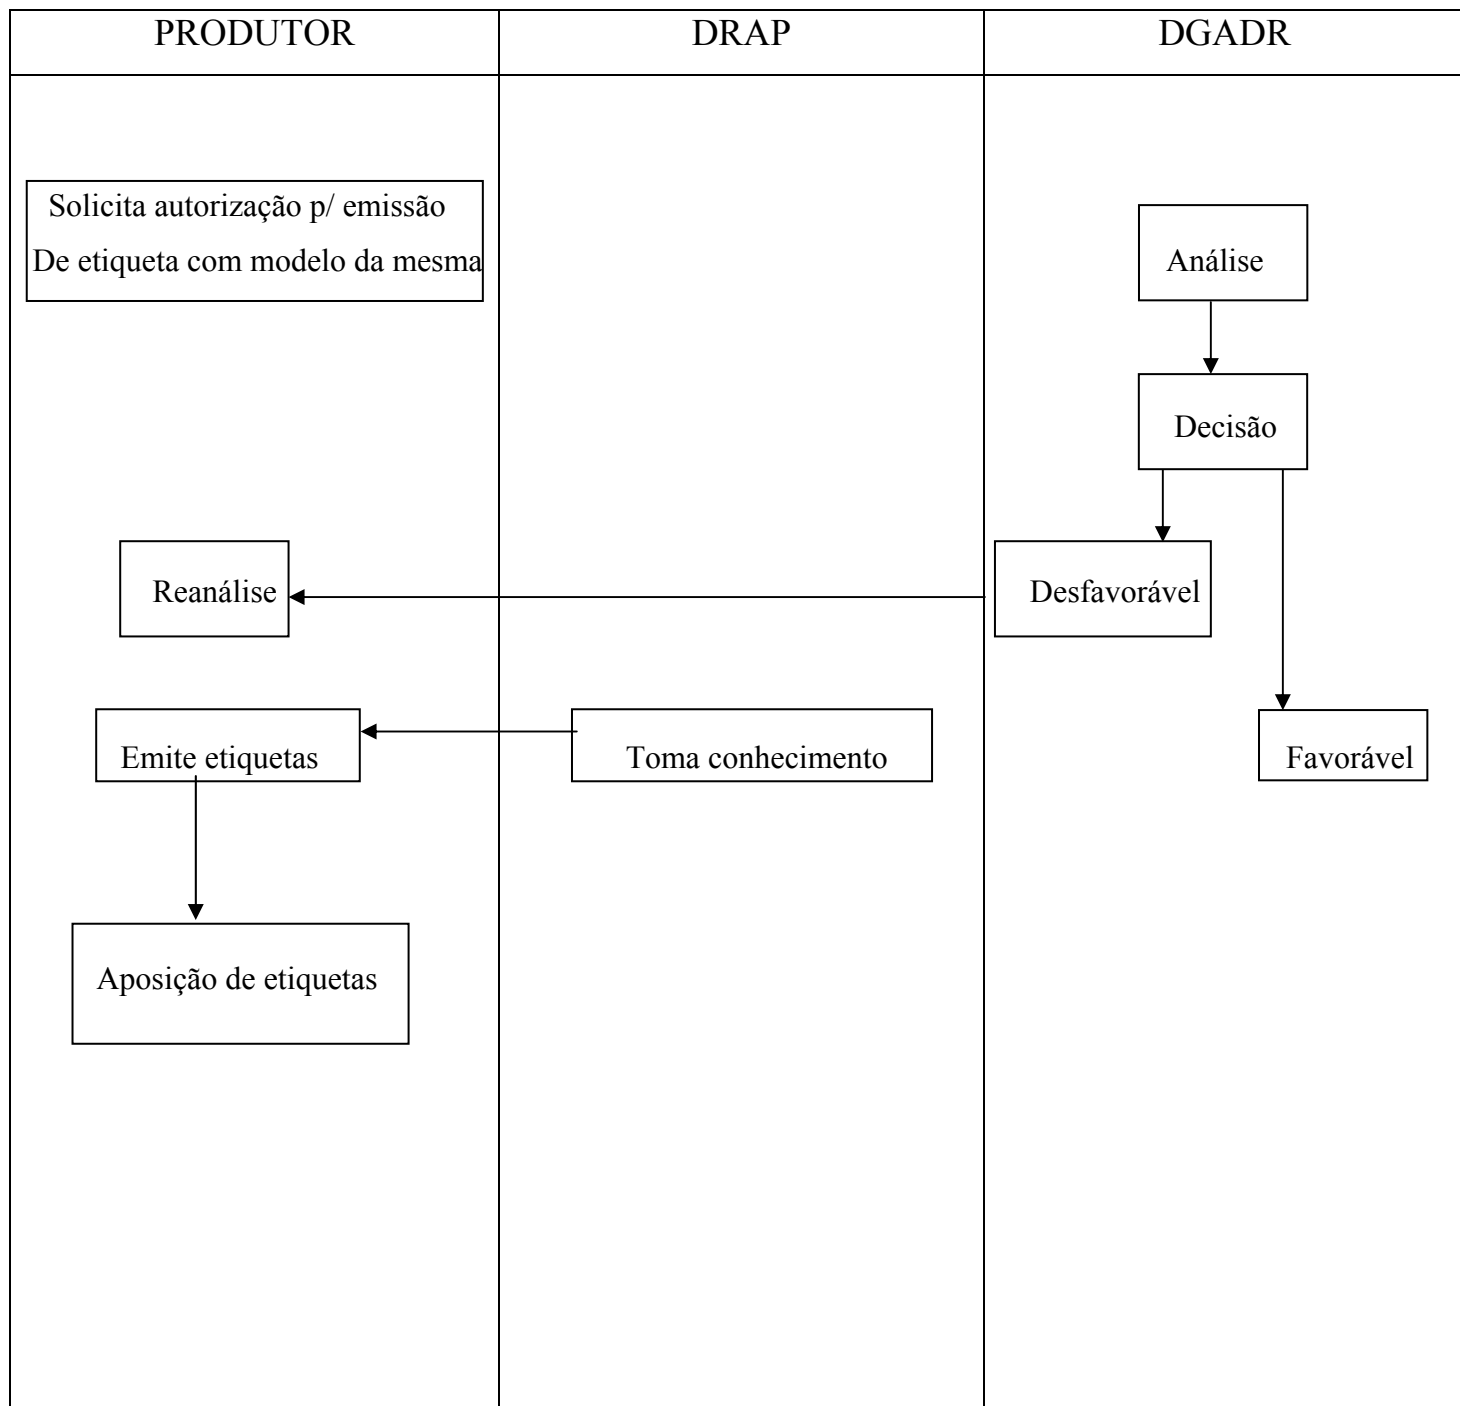 PRODUTOR
DRAP
DGADR
Solicita autorização p/ emissão
De etiqueta com modelo da mesma
Análise
Decisão
Reanálise
Desfavorável
Emite etiquetas
Toma conhecimento
Favorável
Aposição de etiquetas